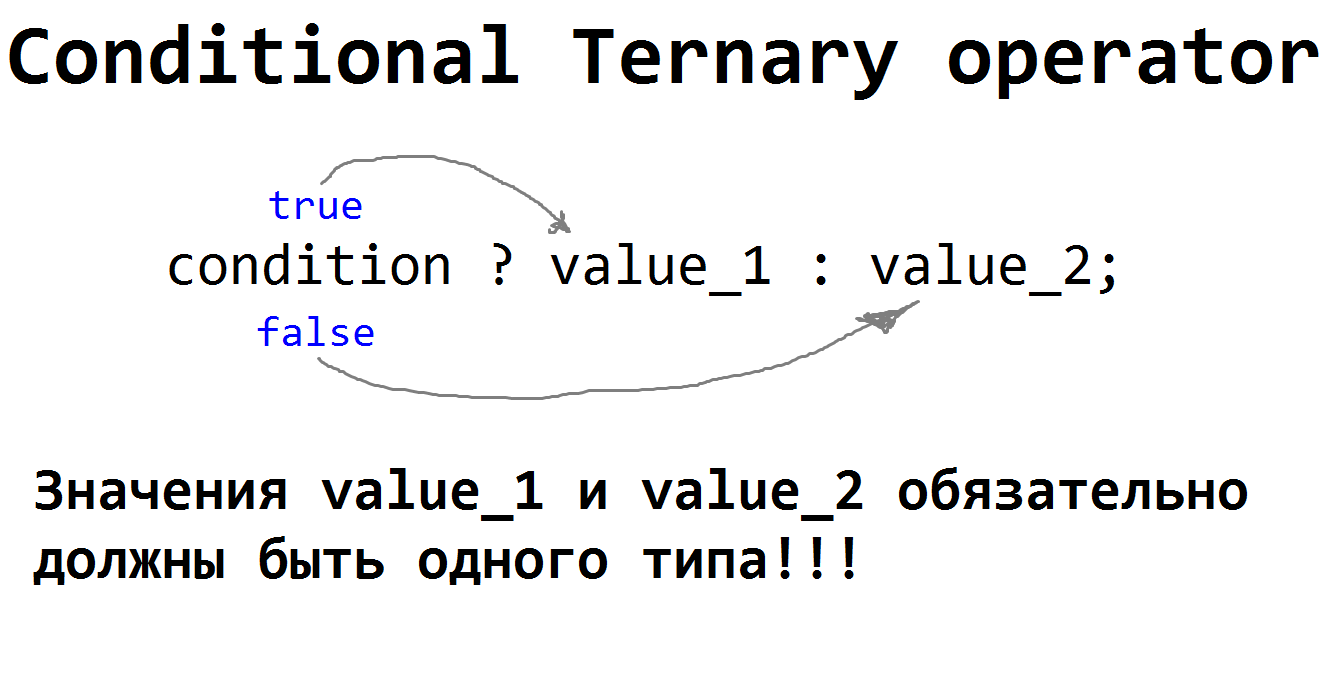 Conditional Ternary operator
true
condition ? value_1 : value_2;
false
Значения value_1 и value_2 обязательно
должны быть одного типа!!!